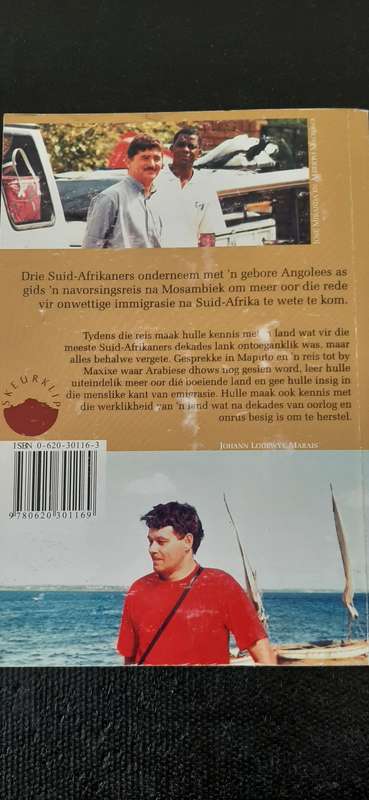 Drie Suid-Afrikaners onderneem met 'n gebore Angolees as
gids 'n navorsingsreis na Mosambiek om meer oor die rede
vir onwettige immigrasie na Suid-Afrika te wete te kom.
Tydens die reis maak hulle kennis met 'n land wat vir die
meeste Suid-Afrikaners dekades lank ontoeganklik was, maar
alles behalwe vergete. Gesprekke in Maputo en 'n reis tot by
Maxixe waar Arabiese dhows nog gesien word, leer hulle
uiteindelik meer oor die boeiende land en gee hulle insig in
die menslike kant van emigrasie. Hulle maak ook kennis met
die werklikheid van 'n land wat na dekades van oorlog en
onrus besig is om te herstel.
SKEURKLIP
ISBN 0-620-30116-3
9 780620 301169
JOHANN LODEWYK MARAIS